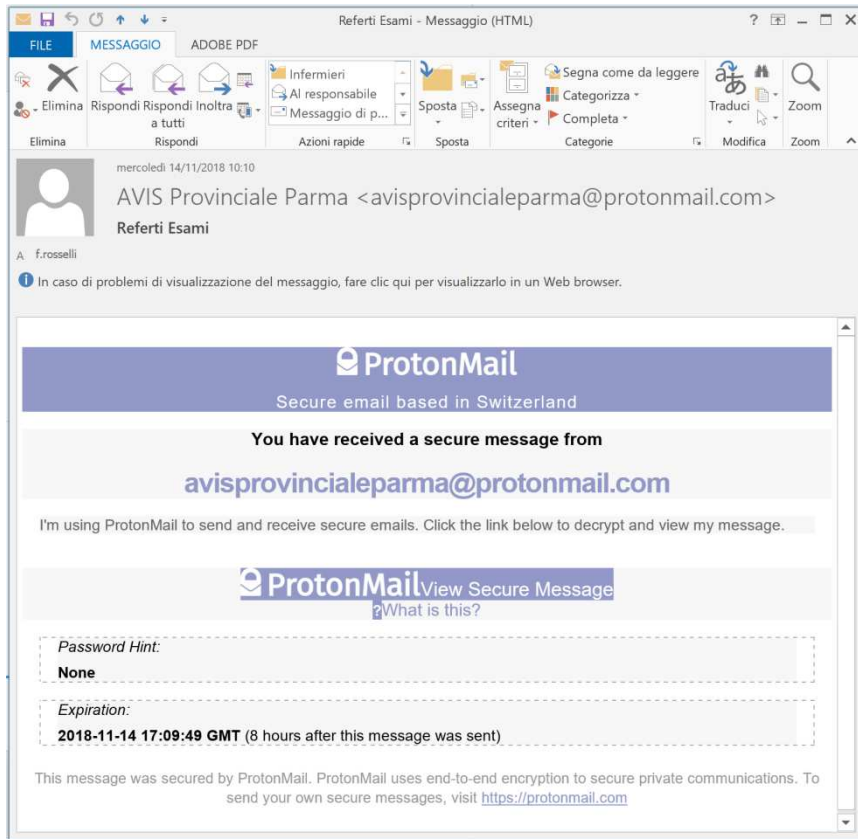 Referti Esami - Messaggio (HTML)
FILE MESSAGGIO ADOBE PDF
Elimina
Rispondi Rispondi a tutti Inoltra
Infermieri
Al responsabile
Messaggio di p...
Sposta
Assegna criteri
Segna come da leggere
Categorizza
Completa
Traduci
Zoom
Elimina Rispondi Azioni rapide Sposta Categorie Modifica Zoom
mercoledì 14/11/2018 10:10
AVIS Provinciale Parma <avisprovincialeparma@protonmail.com>
Referti Esami
A f.rosselli
In caso di problemi di visualizzazione del messaggio, fare clic qui per visualizzarlo in un Web browser.
ProtonMail
Secure email based in Switzerland
You have received a secure message from
avisprovincialeparma@protonmail.com
I'm using ProtonMail to send and receive secure emails. Click the link below to decrypt and view my message.
ProtonMailView Secure Message
?What is this?
Password Hint:
None
Expiration:
2018-11-14 17:09:49 GMT (8 hours after this message was sent)
This message was secured by ProtonMail. ProtonMail uses end-to-end encryption to secure private communications. To
send your own secure messages, visit https://protonmail.com